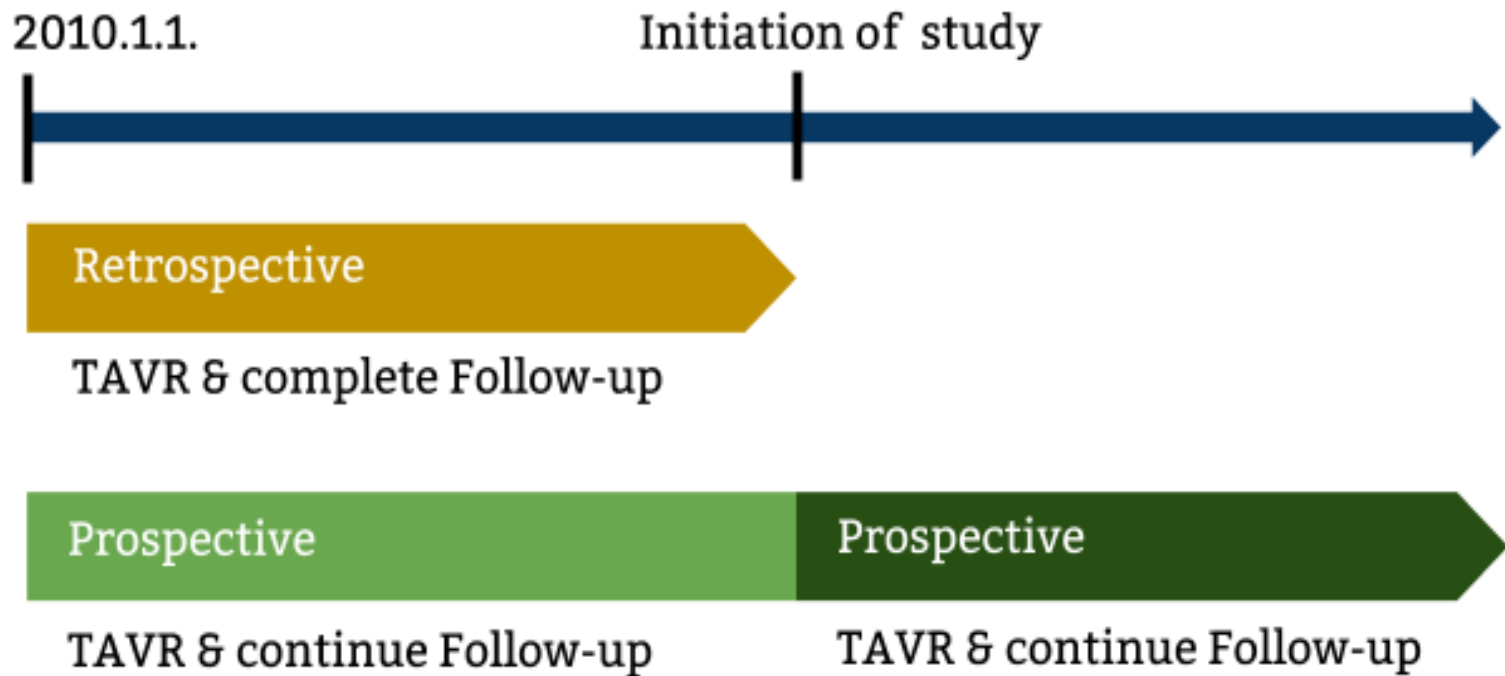 2010.1.1.
Initiation of study
Retrospective
TAVR & complete Follow-up
Prospective
Prospective
TAVR & continue Follow-up
TAVR & continue Follow-up